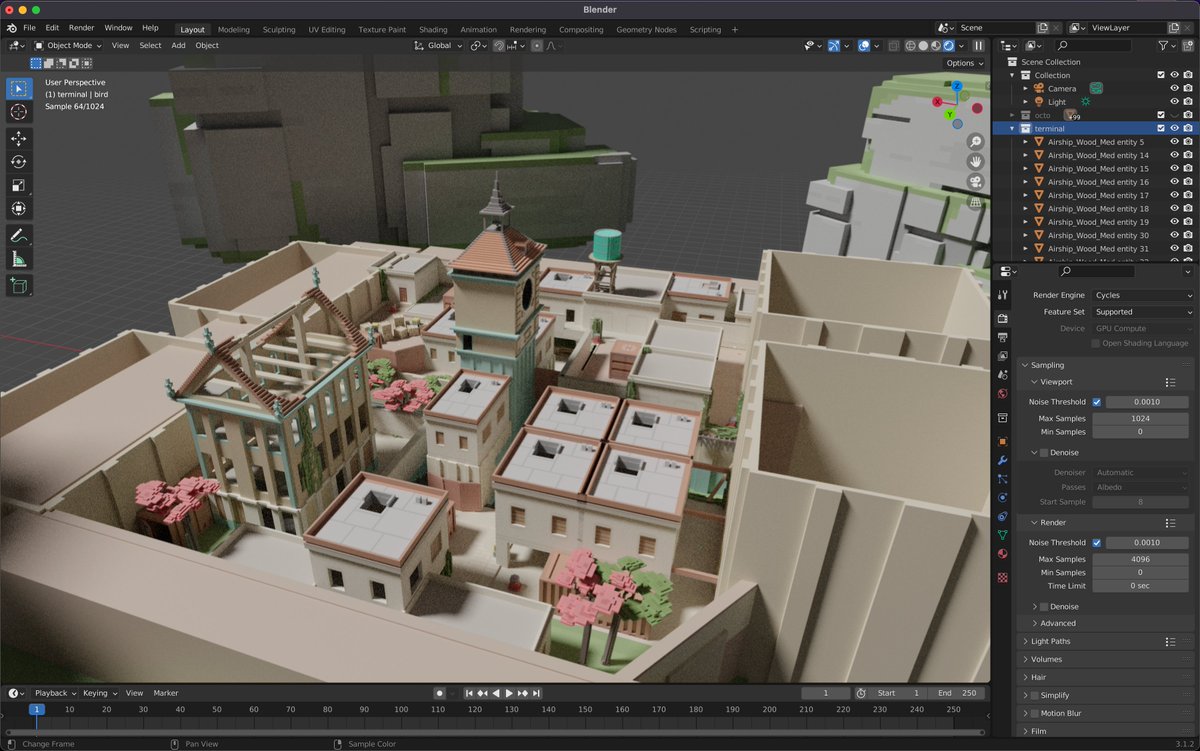 Blender
File Edit Render Window Help
Layout Modeling Sculpting UV Editing Texture Paint Shading Animation Rendering Compositing Geometry Nodes Scripting +
Scene
ViewLayer
Object Mode View Select Add Object
Global
Options
User Perspective
(1) terminal | bird
Sample 64/1024
X
Y
Z
Scene Collection
Collection
Camera
Light
octo
+99
terminal
Airship_Wood_Med entity 5
Airship_Wood_Med entity 14
Airship_Wood_Med entity 15
Airship_Wood_Med entity 16
Airship_Wood_Med entity 17
Airship_Wood_Med entity 18
Airship_Wood_Med entity 19
Airship_Wood_Med entity 30
Airship_Wood_Med entity 31
Render Engine Cycles
Feature Set Supported
Device GPU Compute
Open Shading Language
Sampling
Viewport
Noise Threshold 0.0010
Max Samples 1024
Min Samples 0
Denoise
Denoiser Automatic
Passes Albedo
Start Sample 8
Render
Noise Threshold 0.0010
Max Samples 4096
Min Samples 0
Time Limit 0 sec
Denoise
Advanced
Light Paths
Volumes
Hair
Simplify
Motion Blur
Film
Playback Keying View Marker
1
Start 1
End 250
1 10 20 30 40 50 60 70 80 90 100 110 120 130 140 150 160 170 180 190 200 210 220 230 240 250
Change Frame
Pan View
Sample Color
3.1.2